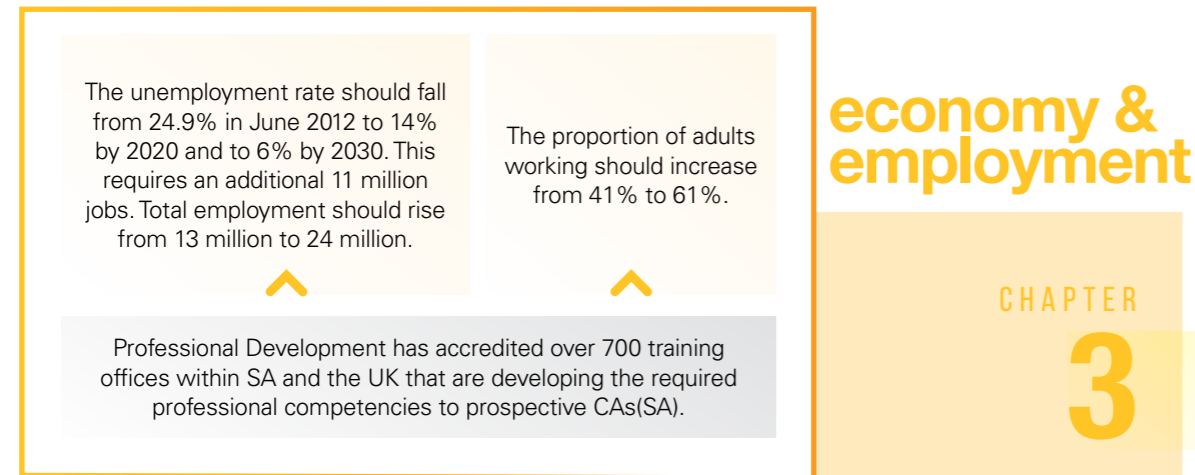 The unemployment rate should fall
from 24.9% in June 2012 to 14%
by 2020 and to 6% by 2030. This
requires an additional 11 million
jobs. Total employment should rise
from 13 million to 24 million.
The proportion of adults
working should increase
from 41% to 61%.
Professional Development has accredited over 700 training
offices within SA and the UK that are developing the required
professional competencies to prospective CAs(SA).
economy &
employment
CHAPTER
3